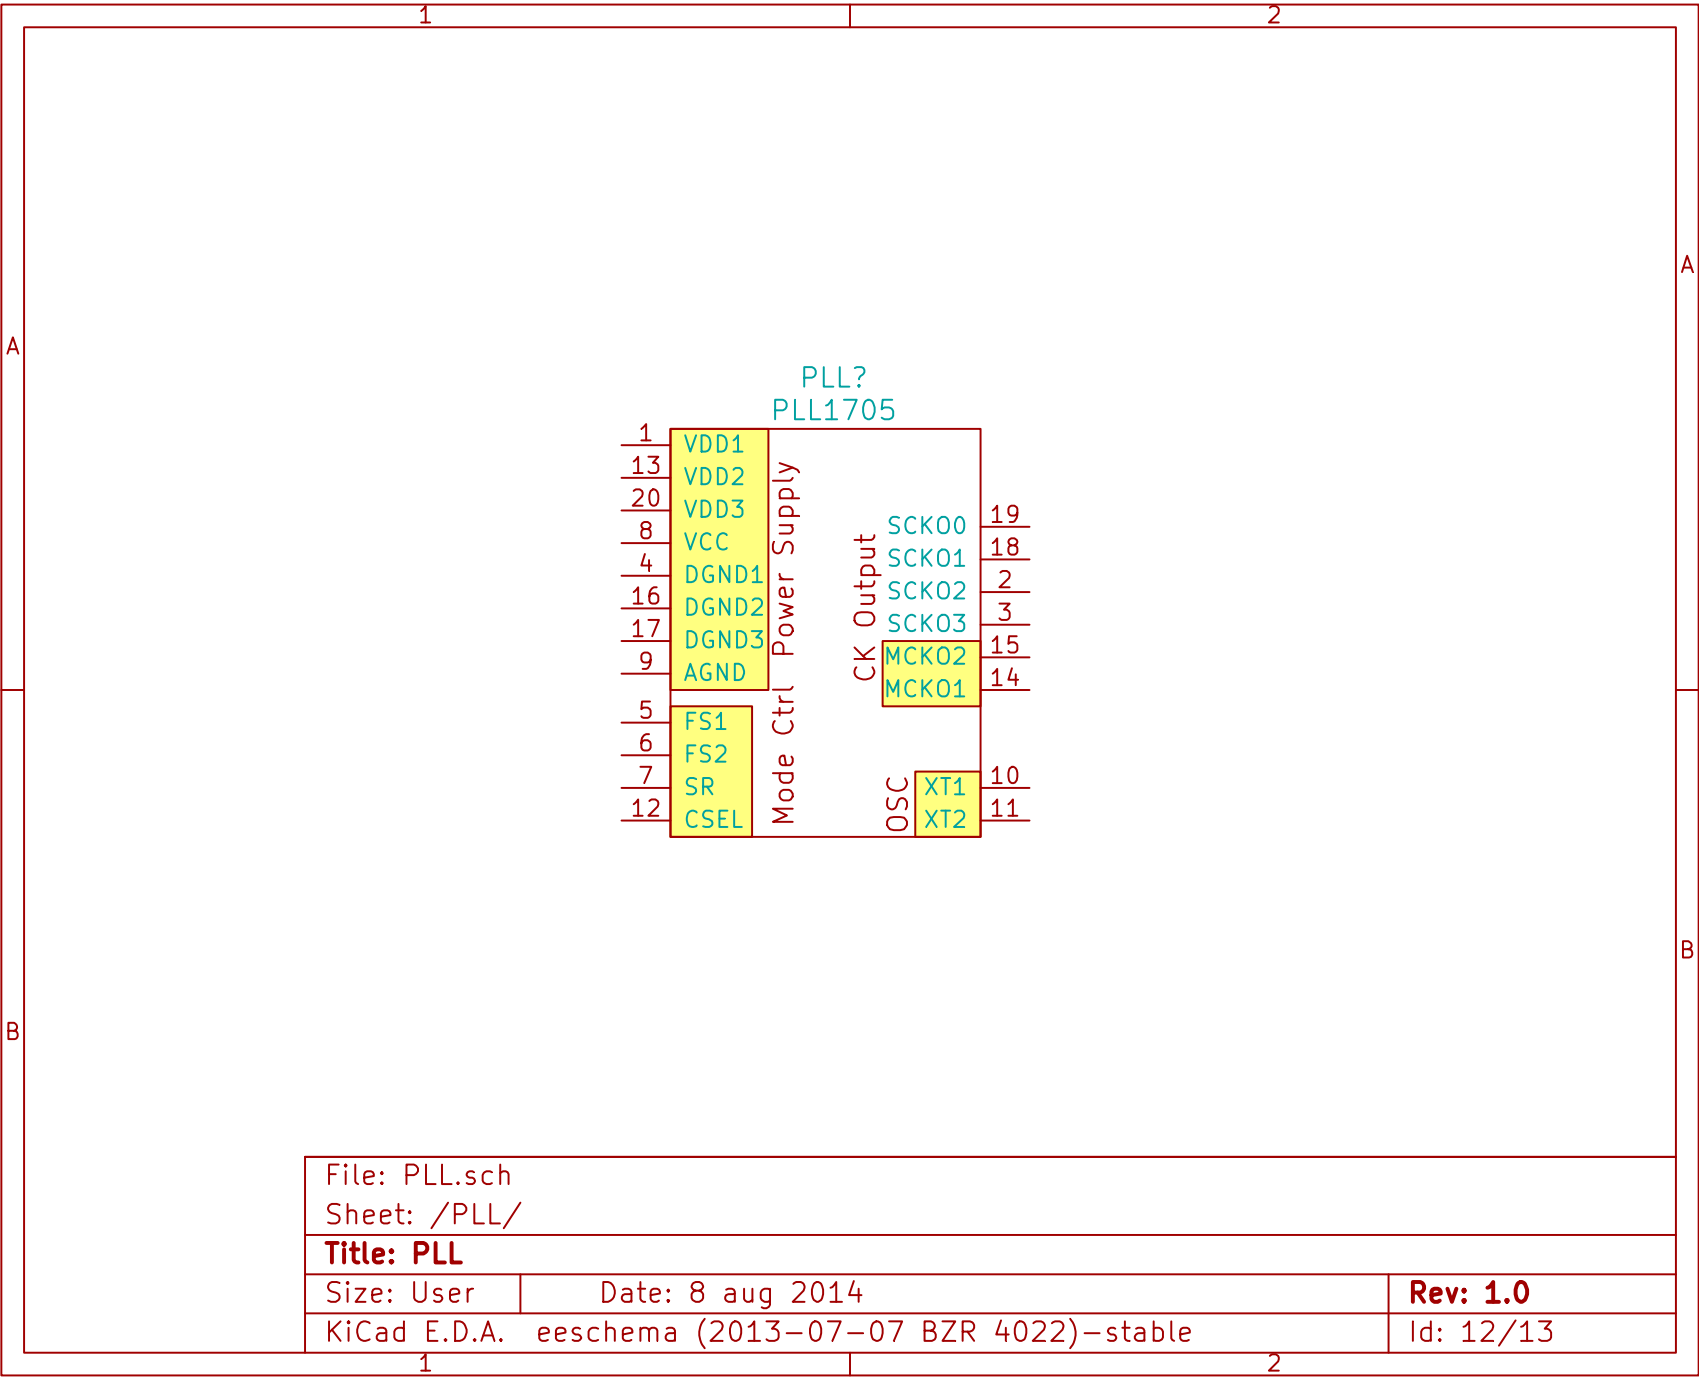 1 2
A A
PLL?
PLL1705
1 VDD1
13 VDD2
20 VDD3
8 VCC
4 DGND1
16 DGND2
17 DGND3
9 AGND
Power Supply
5 FS1
6 FS2
7 SR
12 CSEL
Mode Ctrl
CK Output
SCKO0 19
SCKO1 18
SCKO2 2
SCKO3 3
MCKO2 15
MCKO1 14
OSC
XT1 10
XT2 11
B B
File: PLL.sch
Sheet: /PLL/
Title: PLL
Size: User Date: 8 aug 2014 Rev: 1.0
KiCad E.D.A. eeschema (2013-07-07 BZR 4022)-stable Id: 12/13
1 2